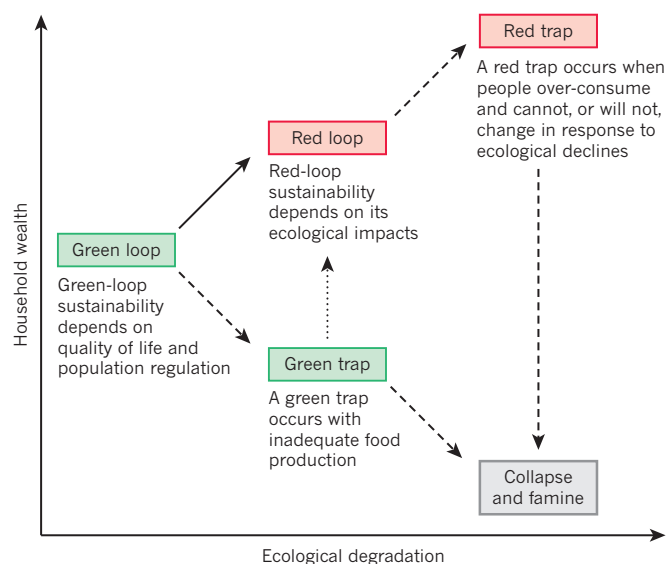 Red trap
A red trap occurs when
people over-consume
and cannot, or will not,
change in response to
ecological declines
Red loop
Red-loop
sustainability
depends on its
ecological impacts
Green loop
Green-loop
sustainability
depends on
quality of life and
population regulation
Green trap
A green trap
occurs with
inadequate food
production
Collapse
and famine
Household wealth
Ecological degradation